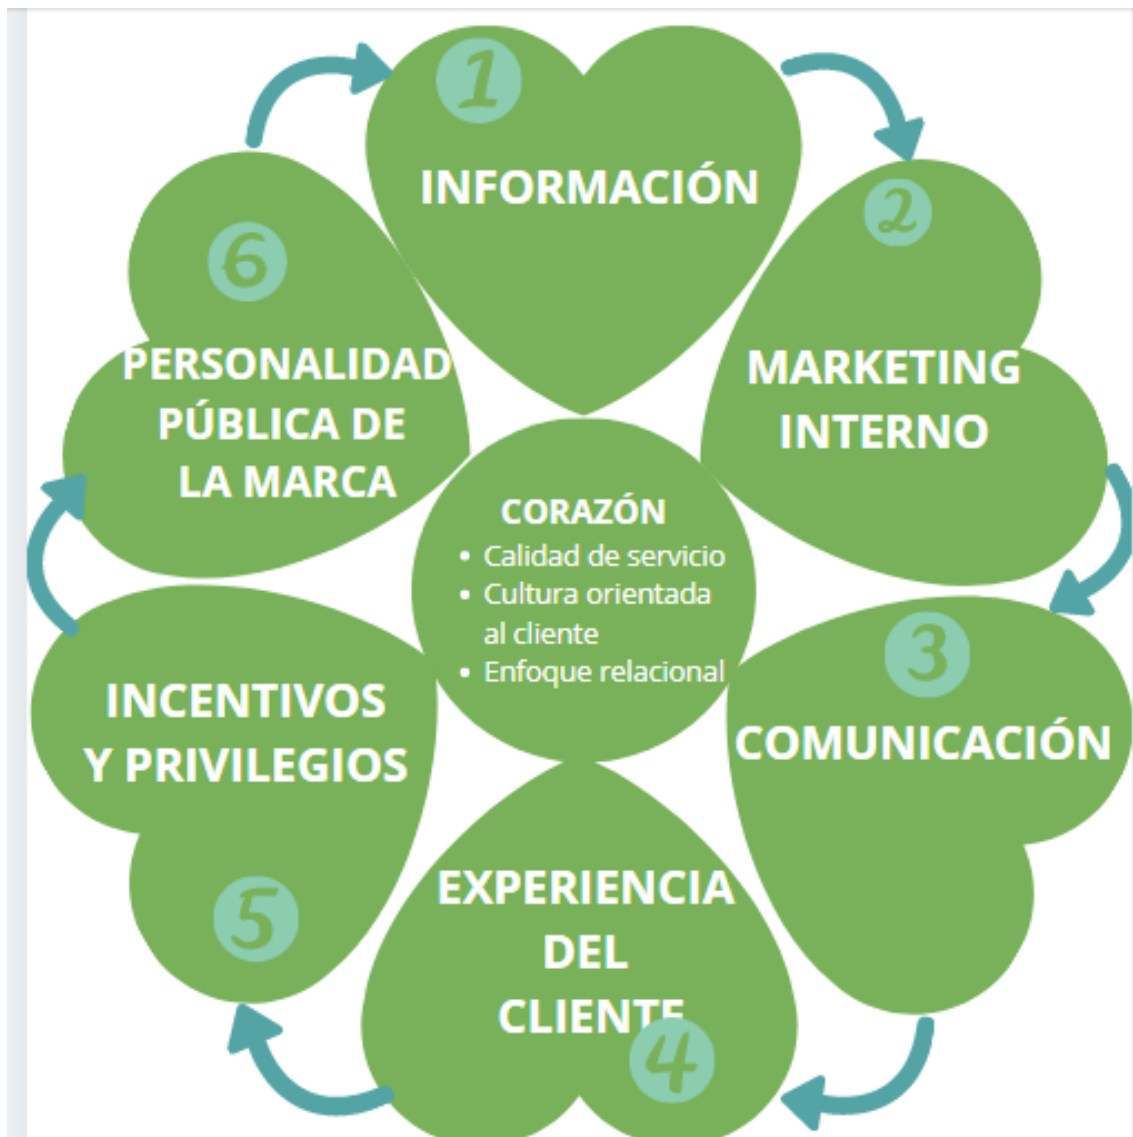 1
INFORMACIÓN
2
MARKETING
INTERNO
3
COMUNICACIÓN
4
EXPERIENCIA
DEL
CLIENTE
5
INCENTIVOS
Y PRIVILEGIOS
6
PERSONALIDAD
PÚBLICA DE
LA MARCA
CORAZÓN
• Calidad de servicio
• Cultura orientada
al cliente
• Enfoque relacional